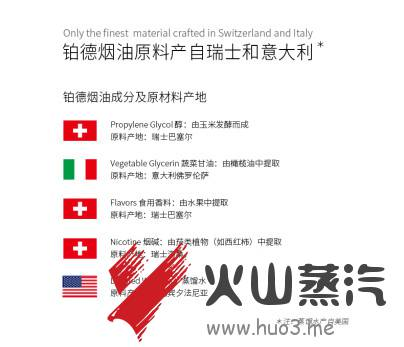 Only the finest material crafted in Switzerland and Italy
铂德烟油原料产自瑞士和意大利*
铂德烟油成分及原材料产地
Propylene Glycol 醇：由玉米发酵而成
原料产地：瑞士巴塞尔
Vegetable Glycerin 蔬菜甘油：由橄榄油中提取
原料产地：意大利佛罗伦萨
Flavors 食用香料：由水果中提取
原料产地：瑞士巴塞尔
Nicotine 烟碱：由茄类植物（如西红柿）中提取
原料产地：瑞士
蒸馏水
原料产 宾夕法尼亚
火山蒸汽
*注：蒸馏水产自美国
www.huo3.me